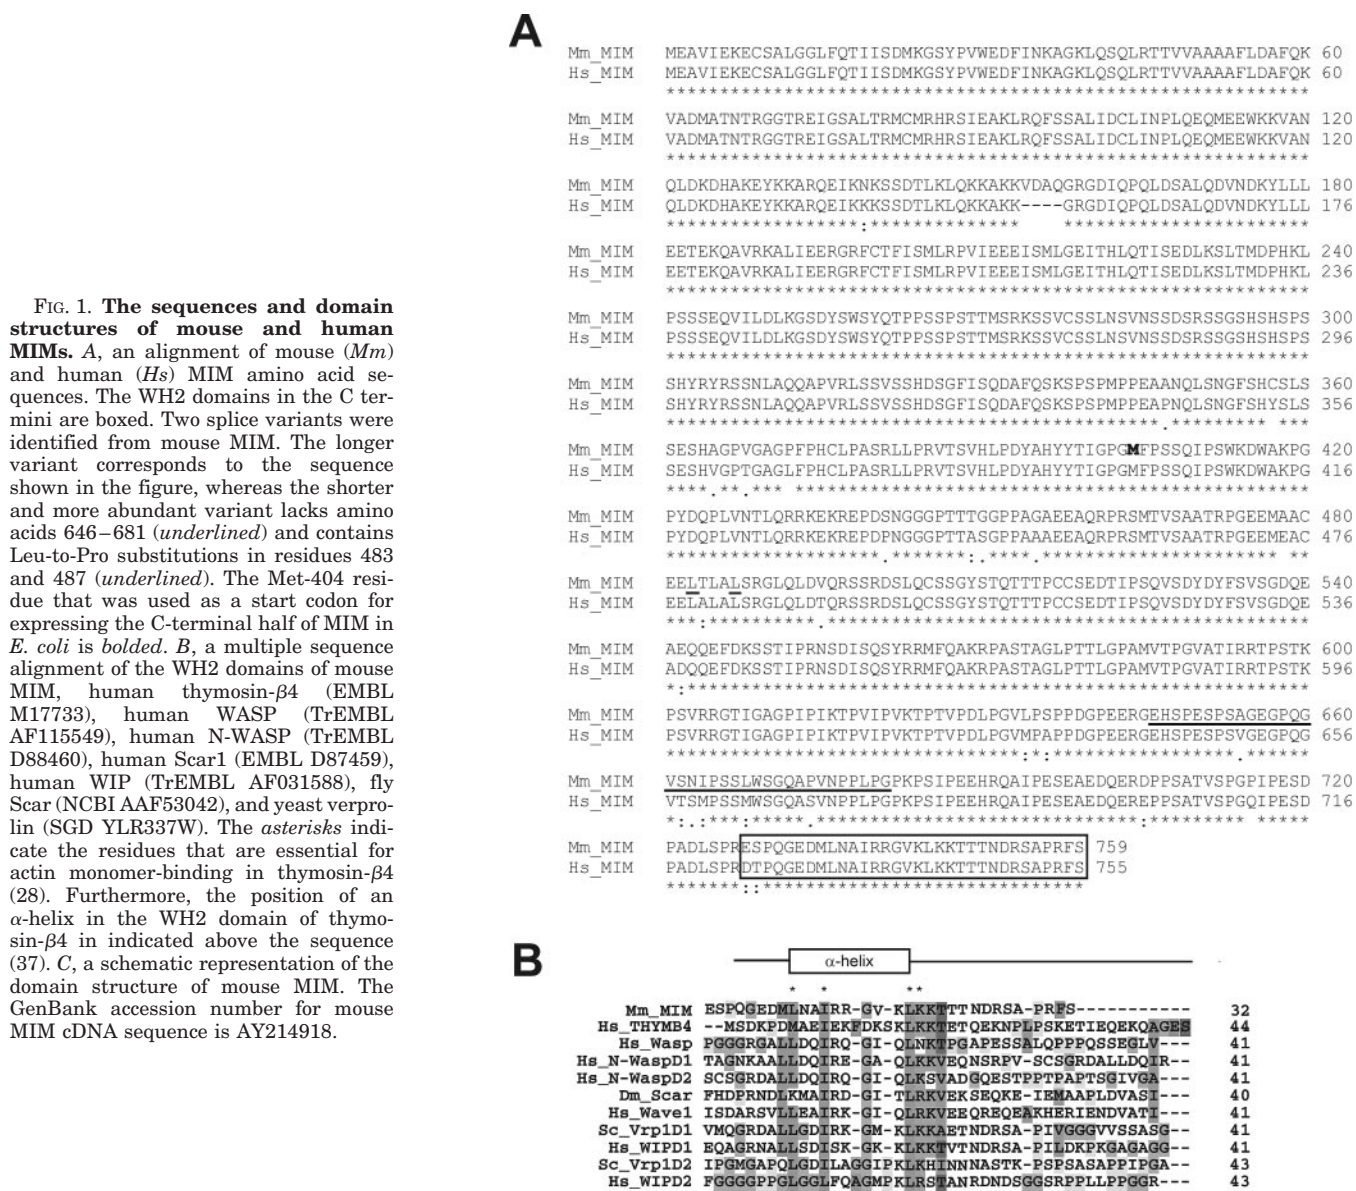 FIG. 1. The sequences and domain
structures of mouse and human
MIMs. A, an alignment of mouse (Mm)
and human (Hs) MIM amino acid se-
quences. The WH2 domains in the C ter-
mini are boxed. Two splice variants were
identified from mouse MIM. The longer
variant corresponds to the sequence
shown in the figure, whereas the shorter
and more abundant variant lacks amino
acids 646–681 (underlined) and contains
Leu-to-Pro substitutions in residues 483
and 487 (underlined). The Met-404 resi-
due that was used as a start codon for
expressing the C-terminal half of MIM in
E. coli is bolded. B, a multiple sequence
alignment of the WH2 domains of mouse
MIM, human thymosin-β4 (EMBL
M17733), human WASP (TrEMBL
AF115549), human N-WASP (TrEMBL
D88460), human Scar1 (EMBL D87459),
human WIP (TrEMBL AF031588), fly
Scar (NCBI AAF53042), and yeast verpro-
lin (SGD YLR337W). The asterisks indi-
cate the residues that are essential for
actin monomer-binding in thymosin-β4
(28). Furthermore, the position of an
α-helix in the WH2 domain of thymo-
sin-β4 in indicated above the sequence
(37). C, a schematic representation of the
domain structure of mouse MIM. The
GenBank accession number for mouse
MIM cDNA sequence is AY214918.
A
Mm_MIM MEAVIEKECSALGGLFQTIISDMKGSYPVWEDFINKAGKLQSQLRTTVVAAAAFLDAFQK 60
Hs_MIM MEAVIEKECSALGGLFQTIISDMKGSYPVWEDFINKAGKLQSQLRTTVVAAAAFLDAFQK 60
************************************************************
Mm_MIM VADMATNTRGGTREIGSALTRMCMRHRSIEAKLRQFSSALIDCLINPLQEQMEEWKKVAN 120
Hs_MIM VADMATNTRGGTREIGSALTRMCMRHRSIEAKLRQFSSALIDCLINPLQEQMEEWKKVAN 120
************************************************************
Mm_MIM QLDKDHAKEYKKARQEIKNKSSDTLKLQKKAKKVDAQGRGDIQPQLDSALQDVNDKYLLL 180
Hs_MIM QLDKDHAKEYKKARQEIKKKSSDTLKLQKKAKK----GRGDIQPQLDSALQDVNDKYLLL 176
******************:**************    ***********************
Mm_MIM EETEKQAVRKALIEERGRFCTFISMLRPVIEEEISMLGEITHLQTISEDLKSLTMDPHKL 240
Hs_MIM EETEKQAVRKALIEERGRFCTFISMLRPVIEEEISMLGEITHLQTISEDLKSLTMDPHKL 236
************************************************************
Mm_MIM PSSSEQVILDLKGSDYSWSYQTPPSSPSTTMSRKSSVCSSLNSVNSSDSRSSGSHSHSPS 300
Hs_MIM PSSSEQVILDLKGSDYSWSYQTPPSSPSTTMSRKSSVCSSLNSVNSSDSRSSGSHSHSPS 296
************************************************************
Mm_MIM SHYRYRSSNLAQQAPVRLSSVSSHDSGFISQDAFQSKSPSPMPPEAANQLSNGFSHCSLS 360
Hs_MIM SHYRYRSSNLAQQAPVRLSSVSSHDSGFISQDAFQSKSPSPMPPEAPNQLSNGFSHYSLS 356
**********************************************.********* ***
Mm_MIM SESHAGPVGAGPFPHCLPASRLLPRVTSVHLPDYAHYYTIGPGMFPSSQIPSWKDWAKPG 420
Hs_MIM SESHVGPTGAGLFPHCLPASRLLPRVTSVHLPDYAHYYTIGPGMFPSSQIPSWKDWAKPG 416
****.**.*** ************************************************
Mm_MIM PYDQPLVNTLQRRKEKREPDSNGGGPTTTGGPPAGAEEAQRPRSMTVSAATRPGEEMAAC 480
Hs_MIM PYDQPLVNTLQRRKEKREPDPNGGGPTTASGPPAAAEEAQRPRSMTVSAATRPGEEMEAC 476
********************.*******:.****.********************** **
Mm_MIM EELTLALSRGLQLDVQRSSRDSLQCSSGYSTQTTTPCCSEDTIPSQVSDYDYFSVSGDQE 540
Hs_MIM EELALALSRGLQLDTQRSSRDSLQCSSGYSTQTTTPCCSEDTIPSQVSDYDYFSVSGDQE 536
***:**********.*********************************************
Mm_MIM AEQQEFDKSSTIPRNSDISQSYRRMFQAKRPASTAGLPTTLGPAMVTPGVATIRRTPSTK 600
Hs_MIM ADQQEFDKSSTIPRNSDISQSYRRMFQAKRPASTAGLPTTLGPAMVTPGVATIRRTPSTK 596
*:**********************************************************
Mm_MIM PSVRRGTIGAGPIPIKTPVIPVKTPTVPDLPGVLPSPPDGPEERGEHSPESPSAGEGPQG 660
Hs_MIM PSVRRGTIGAGPIPIKTPVIPVKTPTVPDLPGVMPAPPDGPEERGEHSPESPSVGEGPQG 656
*********************************:*:*****************.******
Mm_MIM VSNIPSSLWSGQAPVNPPLPGPKPSIPEEHRQAIPESEAEDQERDPPSATVSPGPIPESD 720
Hs_MIM VTSMPSSMWSGQASVNPPLPGPKPSIPEEHRQAIPESEAEDQEREPPSATVSPGQIPESD 716
*:.:***:*****.******************************:********* *****
Mm_MIM PADLSPRESPQGEDMLNAIRRGVKLKKTTTNDRSAPRFS 759
Hs_MIM PADLSPRDTPQGEDMLNAIRRGVKLKKTTTNDRSAPRFS 755
*******::******************************
B
α-helix
* * **
Mm_MIM ESPQGEDMLNAIRR-GV-KLKKTTTNDRSA-PRFS----------- 32
Hs_THYMB4 --MSDKPDMAEIEKFDKSKLKKTETQEKNPLPSKETIEQEKQAGES 44
Hs_Wasp PGGGRGALLDQIRQ-GI-QLNKTPGAPESSALQPPPQSSEGLV--- 41
Hs_N-WaspD1 TAGNKAALLDQIRE-GA-QLKKVEQNSRPV-SCSGRDALLDQIR-- 41
Hs_N-WaspD2 SCSGRDALLDQIRQ-GI-QLKSVADGQESTPPTPAPTSGIVGA--- 41
Dm_Scar FHDPRNDLKMAIRD-GI-TLRKVEKSEQKE-IEMAAPLDVASI--- 40
Hs_Wave1 ISDARSVLLEAIRK-GI-QLRKVEEQREQEAKHERIENDVATI--- 41
Sc_Vrp1D1 VMQGRDALLGDIRK-GM-KLKKAETNDRSA-PIVGGGVVSSASG--- 41
Hs_WIPD1 EQAGRNALLSDISK-GK-KLKKTVTNDRSA-PILDKPKGAGAGG--- 41
Sc_Vrp1D2 IPGMGAPQLGDILAGGIPKLKHINNNASTK-PSPSASAPPIPGA-- 43
Hs_WIPD2 FGGGGPPGLGGLFQAGMPKLRSTANRDNDSGGSRPPLLPPGGR--- 43